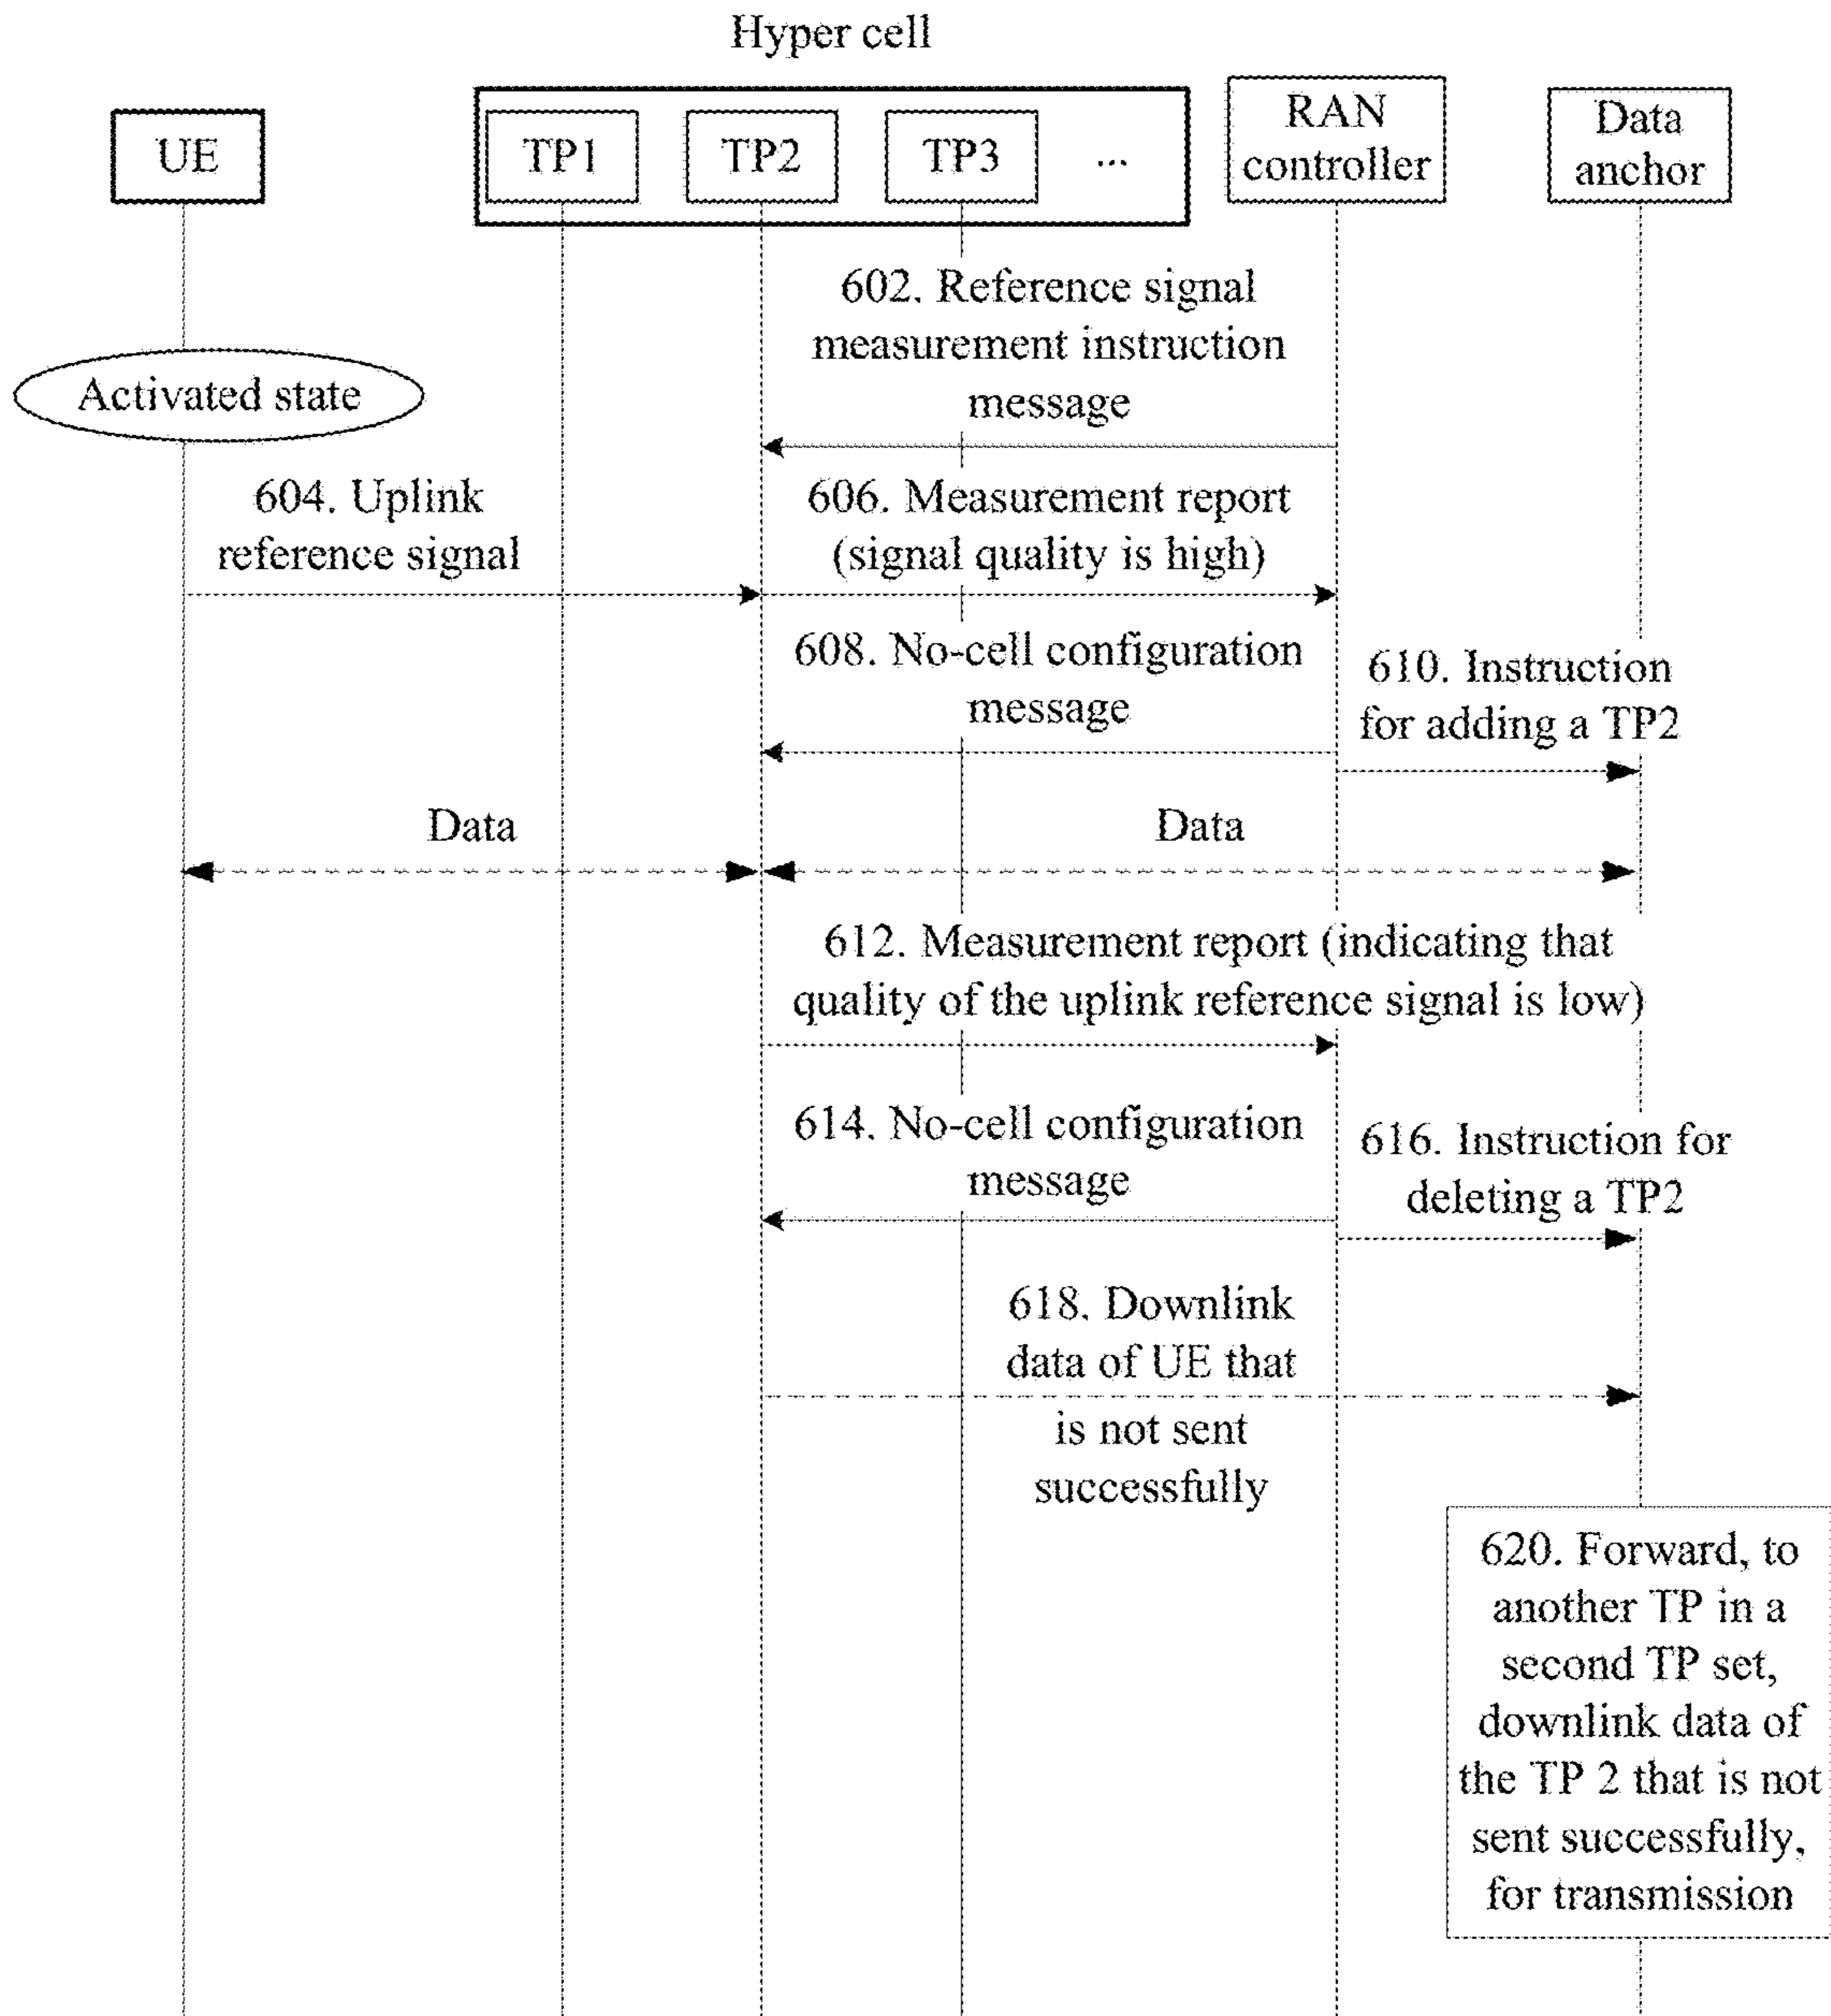 Hyper cell
UE
TP1
TP2
TP3
...
RAN
controller
Data
anchor
602. Reference signal
measurement instruction
message
Activated state
604. Uplink
reference signal
606. Measurement report
(signal quality is high)
608. No-cell configuration
message
610. Instruction
for adding a TP2
Data
Data
612. Measurement report (indicating that
quality of the uplink reference signal is low)
614. No-cell configuration
message
616. Instruction for
deleting a TP2
618. Downlink
data of UE that
is not sent
successfully
620. Forward, to
another TP in a
second TP set,
downlink data of
the TP 2 that is not
sent successfully,
for transmission